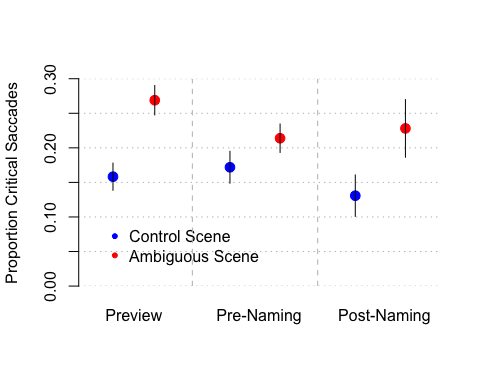 Proportion Critical Saccades
0.30
0.20
0.10
0.00
Control Scene
Ambiguous Scene
Preview Pre-Naming Post-Naming